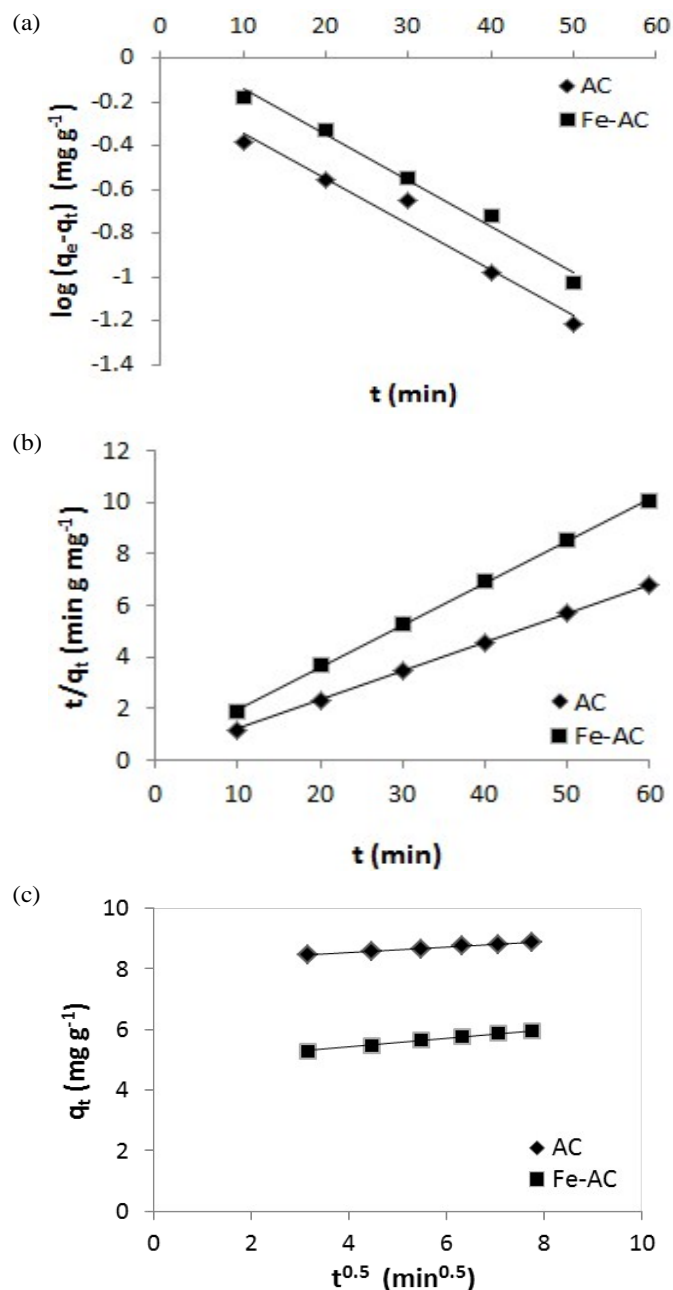 (a)
0 10 20 30 40 50 60
0
-0.2
-0.4
-0.6
-0.8
-1
-1.2
-1.4
log (qe-qt) (mg g-1)
AC
Fe-AC
t (min)
(b)
12
10
8
6
4
2
0
t/qt (min g mg-1)
AC
Fe-AC
0 10 20 30 40 50 60
t (min)
(c)
10
8
6
4
2
0
qt (mg g-1)
AC
Fe-AC
0 2 4 6 8 10
t0.5 (min0.5)